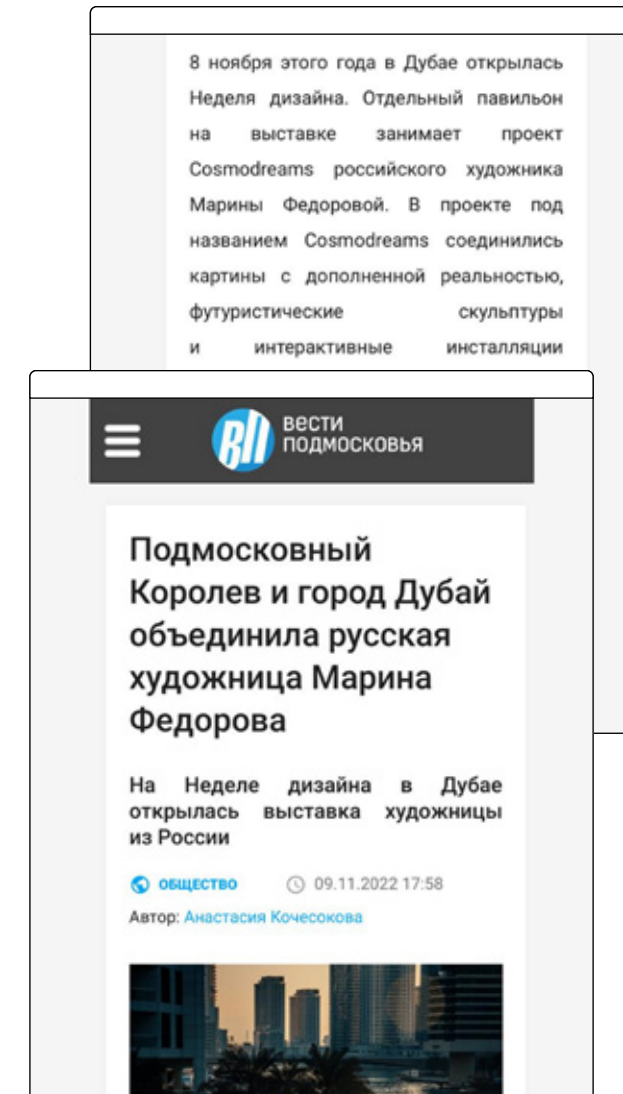 8 ноября этого года в Дубае открылась
Неделя дизайна. Отдельный павильон
на выставке занимает проект
Cosmodreams российского художника
Марины Федоровой. В проекте под
названием Cosmodreams соединились
картины с дополненной реальностью,
футуристические скульптуры
и интерактивные инсталляции
ВП ВЕСТИ
ПОДМОСКОВЬЯ
Подмосковный
Королев и город Дубай
объединила русская
художница Марина
Федорова
На Неделе дизайна в Дубае
открылась выставка художницы
из России
ОБЩЕСТВО 09.11.2022 17:58
Автор: Анастасия Кочесокова